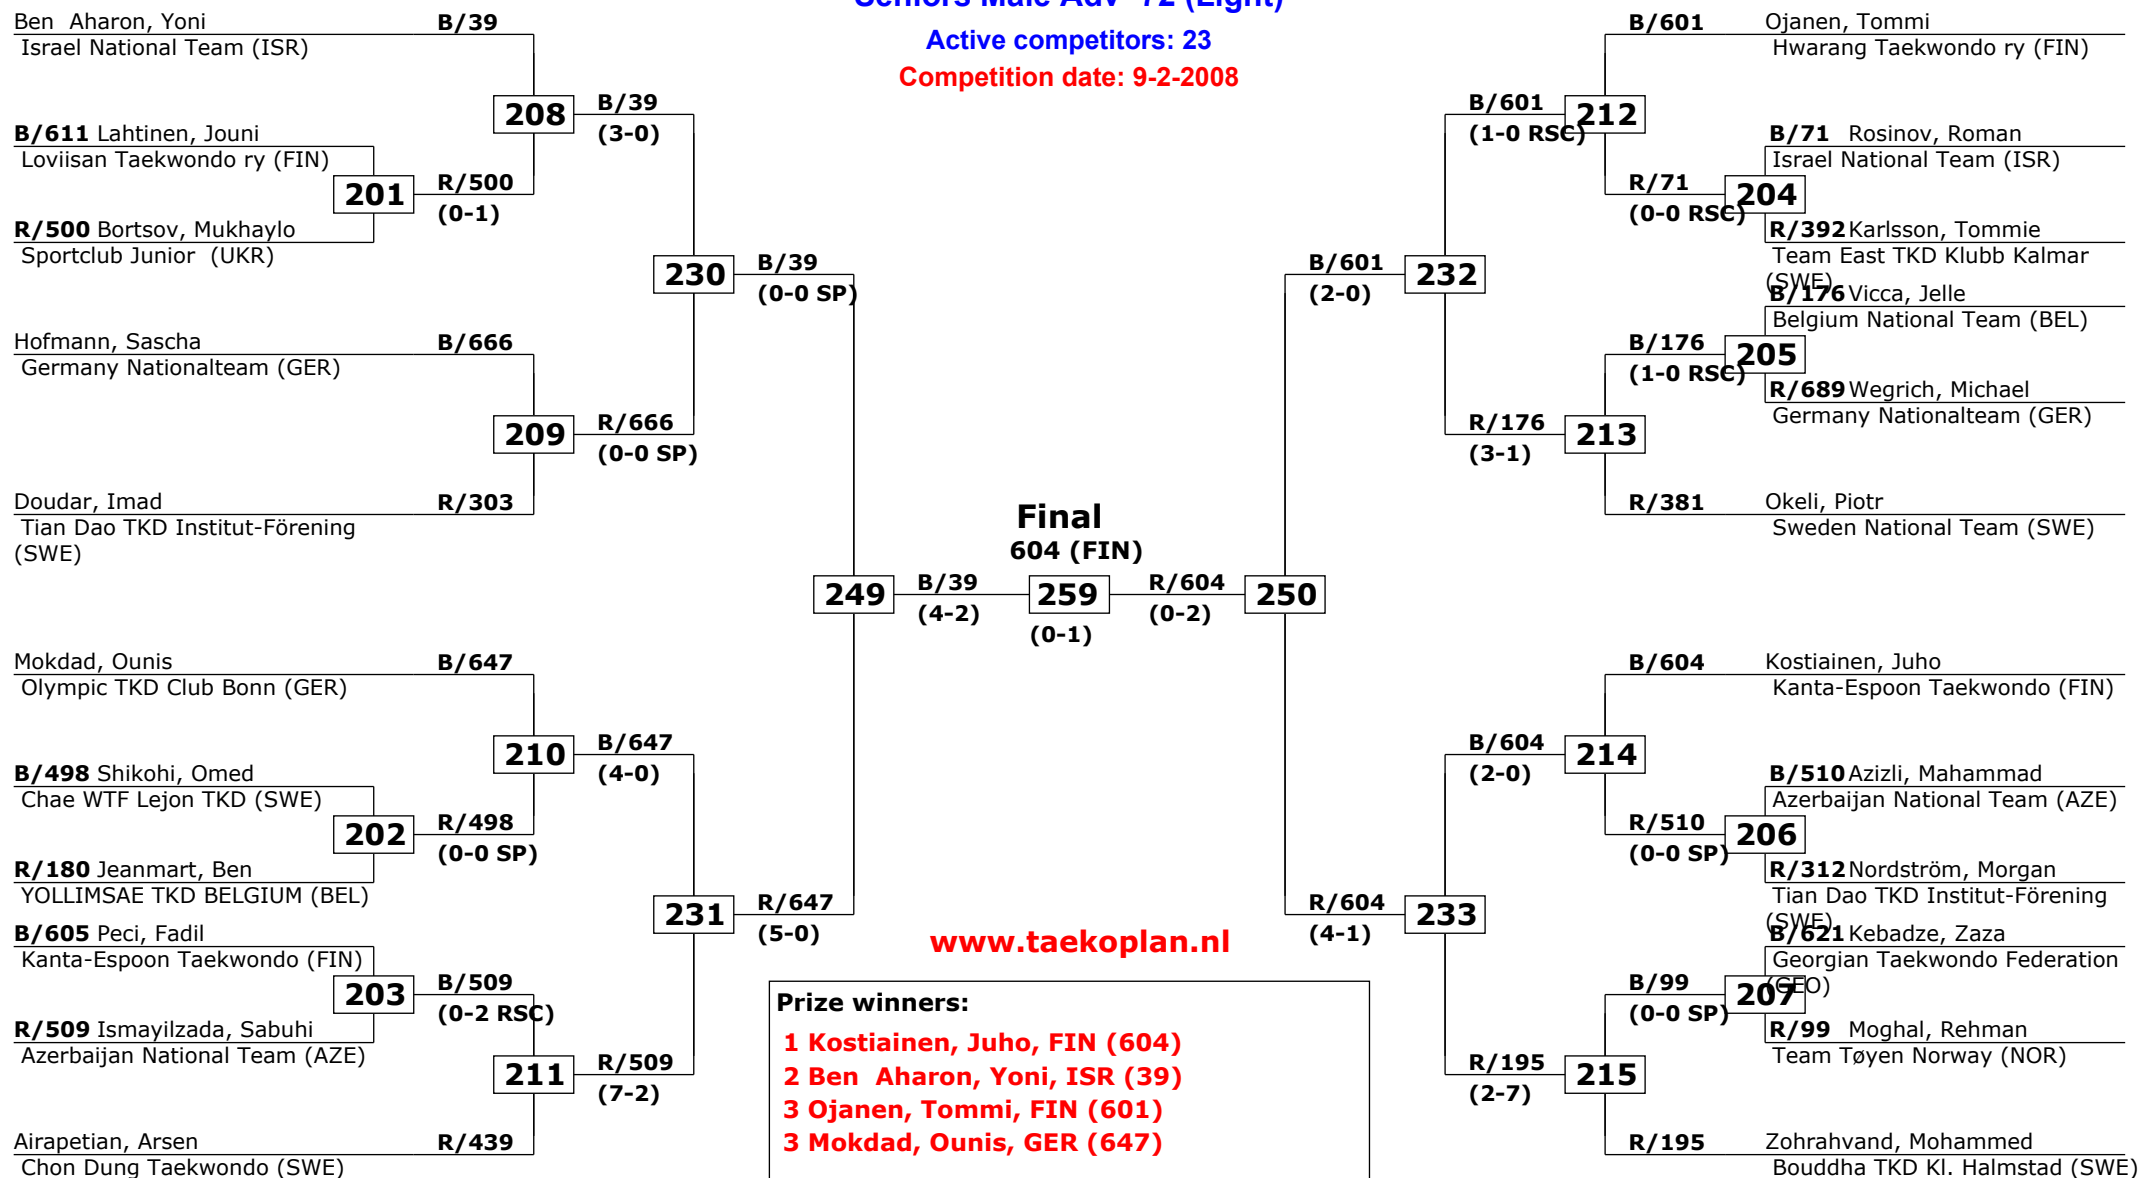 Seniors Male Adv -72 (Light)
Active competitors: 23
Competition date: 9-2-2008
Ben  Aharon, Yoni B/39
Israel National Team (ISR)
208 B/39
(3-0)
B/611 Lahtinen, Jouni
Loviisan Taekwondo ry (FIN)
201 R/500
(0-1)
R/500 Bortsov, Mukhaylo
Sportclub Junior  (UKR)
230 B/39
(0-0 SP)
Hofmann, Sascha B/666
Germany Nationalteam (GER)
209 R/666
(0-0 SP)
Doudar, Imad R/303
Tian Dao TKD Institut-Förening
(SWE)
249 B/39
(4-2)
Mokdad, Ounis B/647
Olympic TKD Club Bonn (GER)
210 B/647
(4-0)
B/498 Shikohi, Omed
Chae WTF Lejon TKD (SWE)
202 R/498
(0-0 SP)
R/180 Jeanmart, Ben
YOLLIMSAE TKD BELGIUM (BEL)
231 R/647
(5-0)
B/605 Peci, Fadil
Kanta-Espoon Taekwondo (FIN)
203 B/509
(0-2 RSC)
R/509 Ismayilzada, Sabuhi
Azerbaijan National Team (AZE)
211 R/509
(7-2)
Airapetian, Arsen R/439
Chon Dung Taekwondo (SWE)
Final
604 (FIN)
259
(0-1)
B/601 Ojanen, Tommi
Hwarang Taekwondo ry (FIN)
B/601 212
(1-0 RSC)
B/71 Rosinov, Roman
Israel National Team (ISR)
R/71 204
(0-0 RSC)
R/392 Karlsson, Tommie
Team East TKD Klubb Kalmar
(SWE)
B/601 232
(2-0)
B/176 Vicca, Jelle
Belgium National Team (BEL)
B/176 205
(1-0 RSC)
R/689 Wegrich, Michael
Germany Nationalteam (GER)
R/176 213
(3-1)
R/381 Okeli, Piotr
Sweden National Team (SWE)
R/604 250
(0-2)
B/604 Kostiainen, Juho
Kanta-Espoon Taekwondo (FIN)
B/604 214
(2-0)
B/510 Azizli, Mahammad
Azerbaijan National Team (AZE)
R/510 206
(0-0 SP)
R/312 Nordström, Morgan
Tian Dao TKD Institut-Förening
(SWE)
R/604 233
(4-1)
B/621 Kebadze, Zaza
Georgian Taekwondo Federation
(GEO)
B/99 207
(0-0 SP)
R/99 Moghal, Rehman
Team Tøyen Norway (NOR)
R/195 215
(2-7)
R/195 Zohrahvand, Mohammed
Bouddha TKD Kl. Halmstad (SWE)
www.taekoplan.nl
Prize winners:
1 Kostiainen, Juho, FIN (604)
2 Ben  Aharon, Yoni, ISR (39)
3 Ojanen, Tommi, FIN (601)
3 Mokdad, Ounis, GER (647)